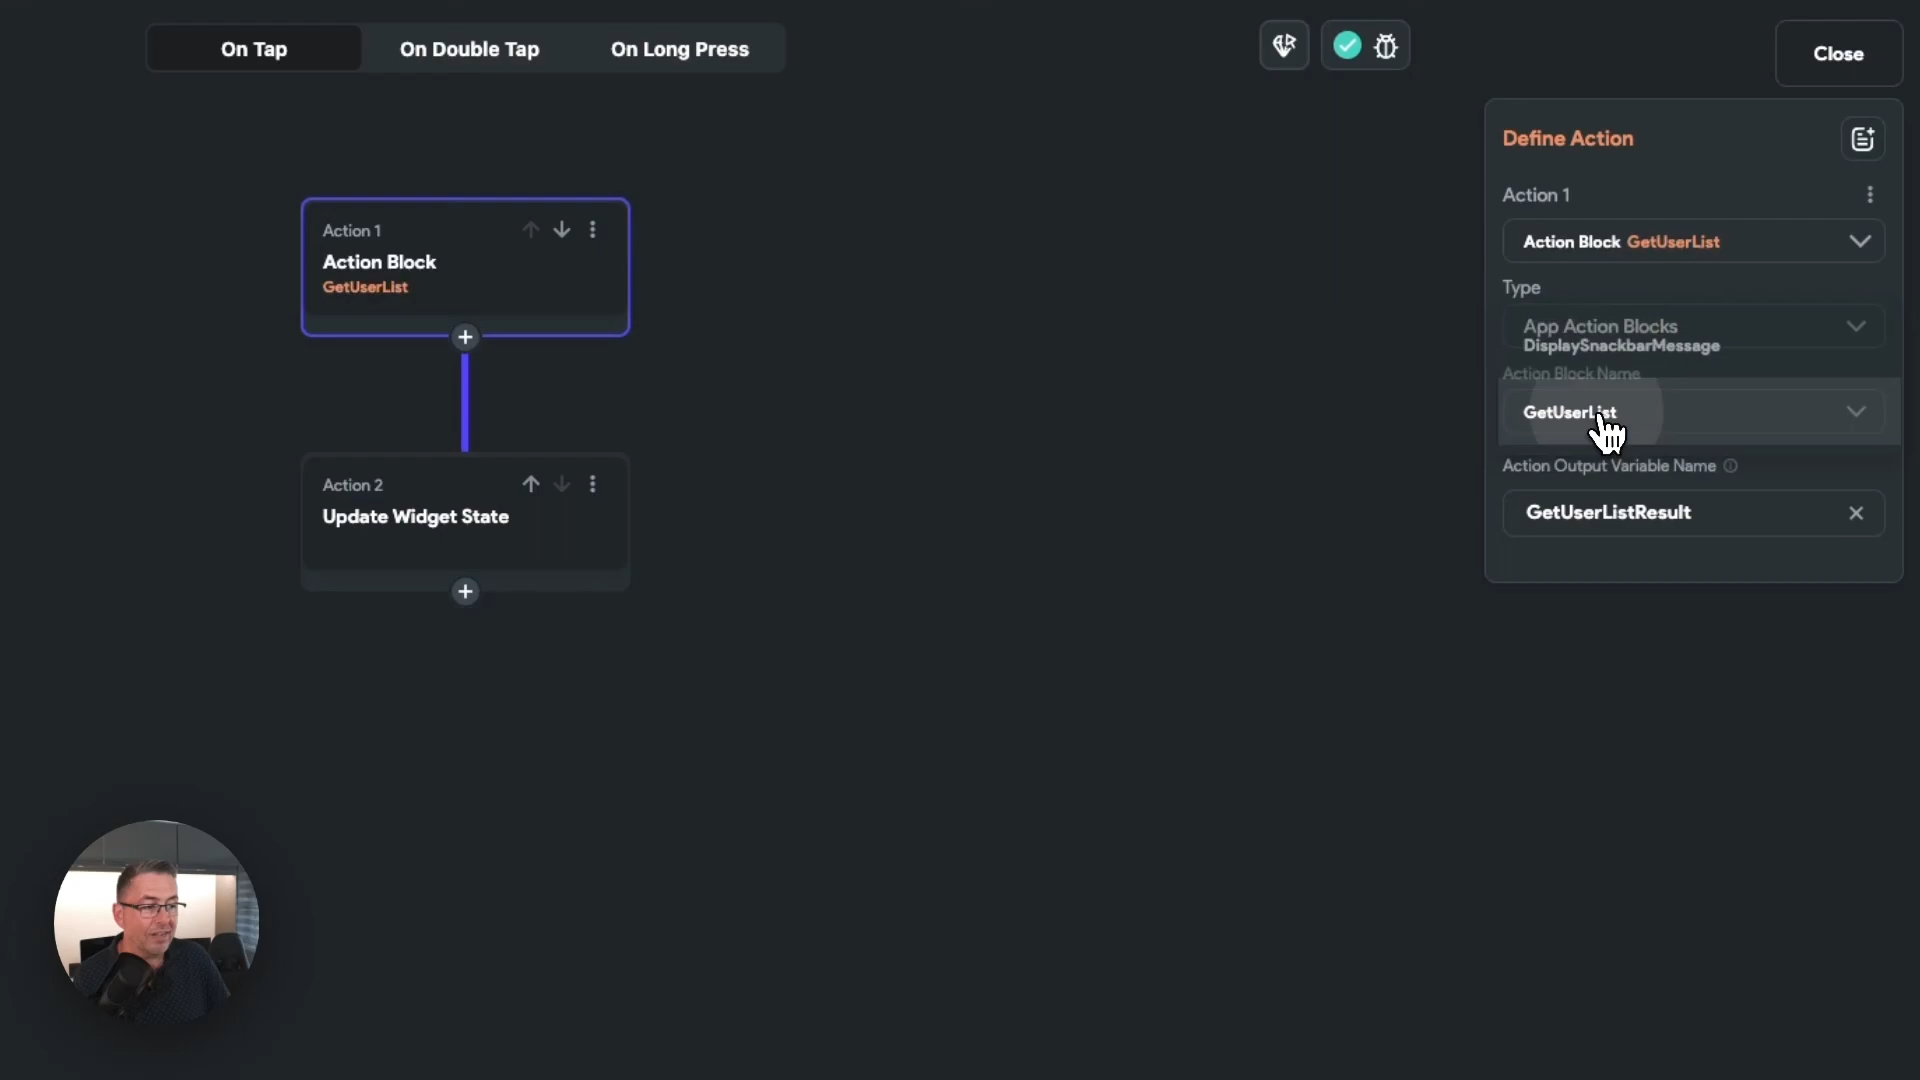 On Tap
On Double Tap
On Long Press
Close
Define Action
Action 1
Action Block GetUserList
Type
App Action Blocks
DisplaySnackbarMessage
Action Block Name
GetUserList
Action Output Variable Name
GetUserListResult
Action 1
Action Block
GetUserList
Action 2
Update Widget State